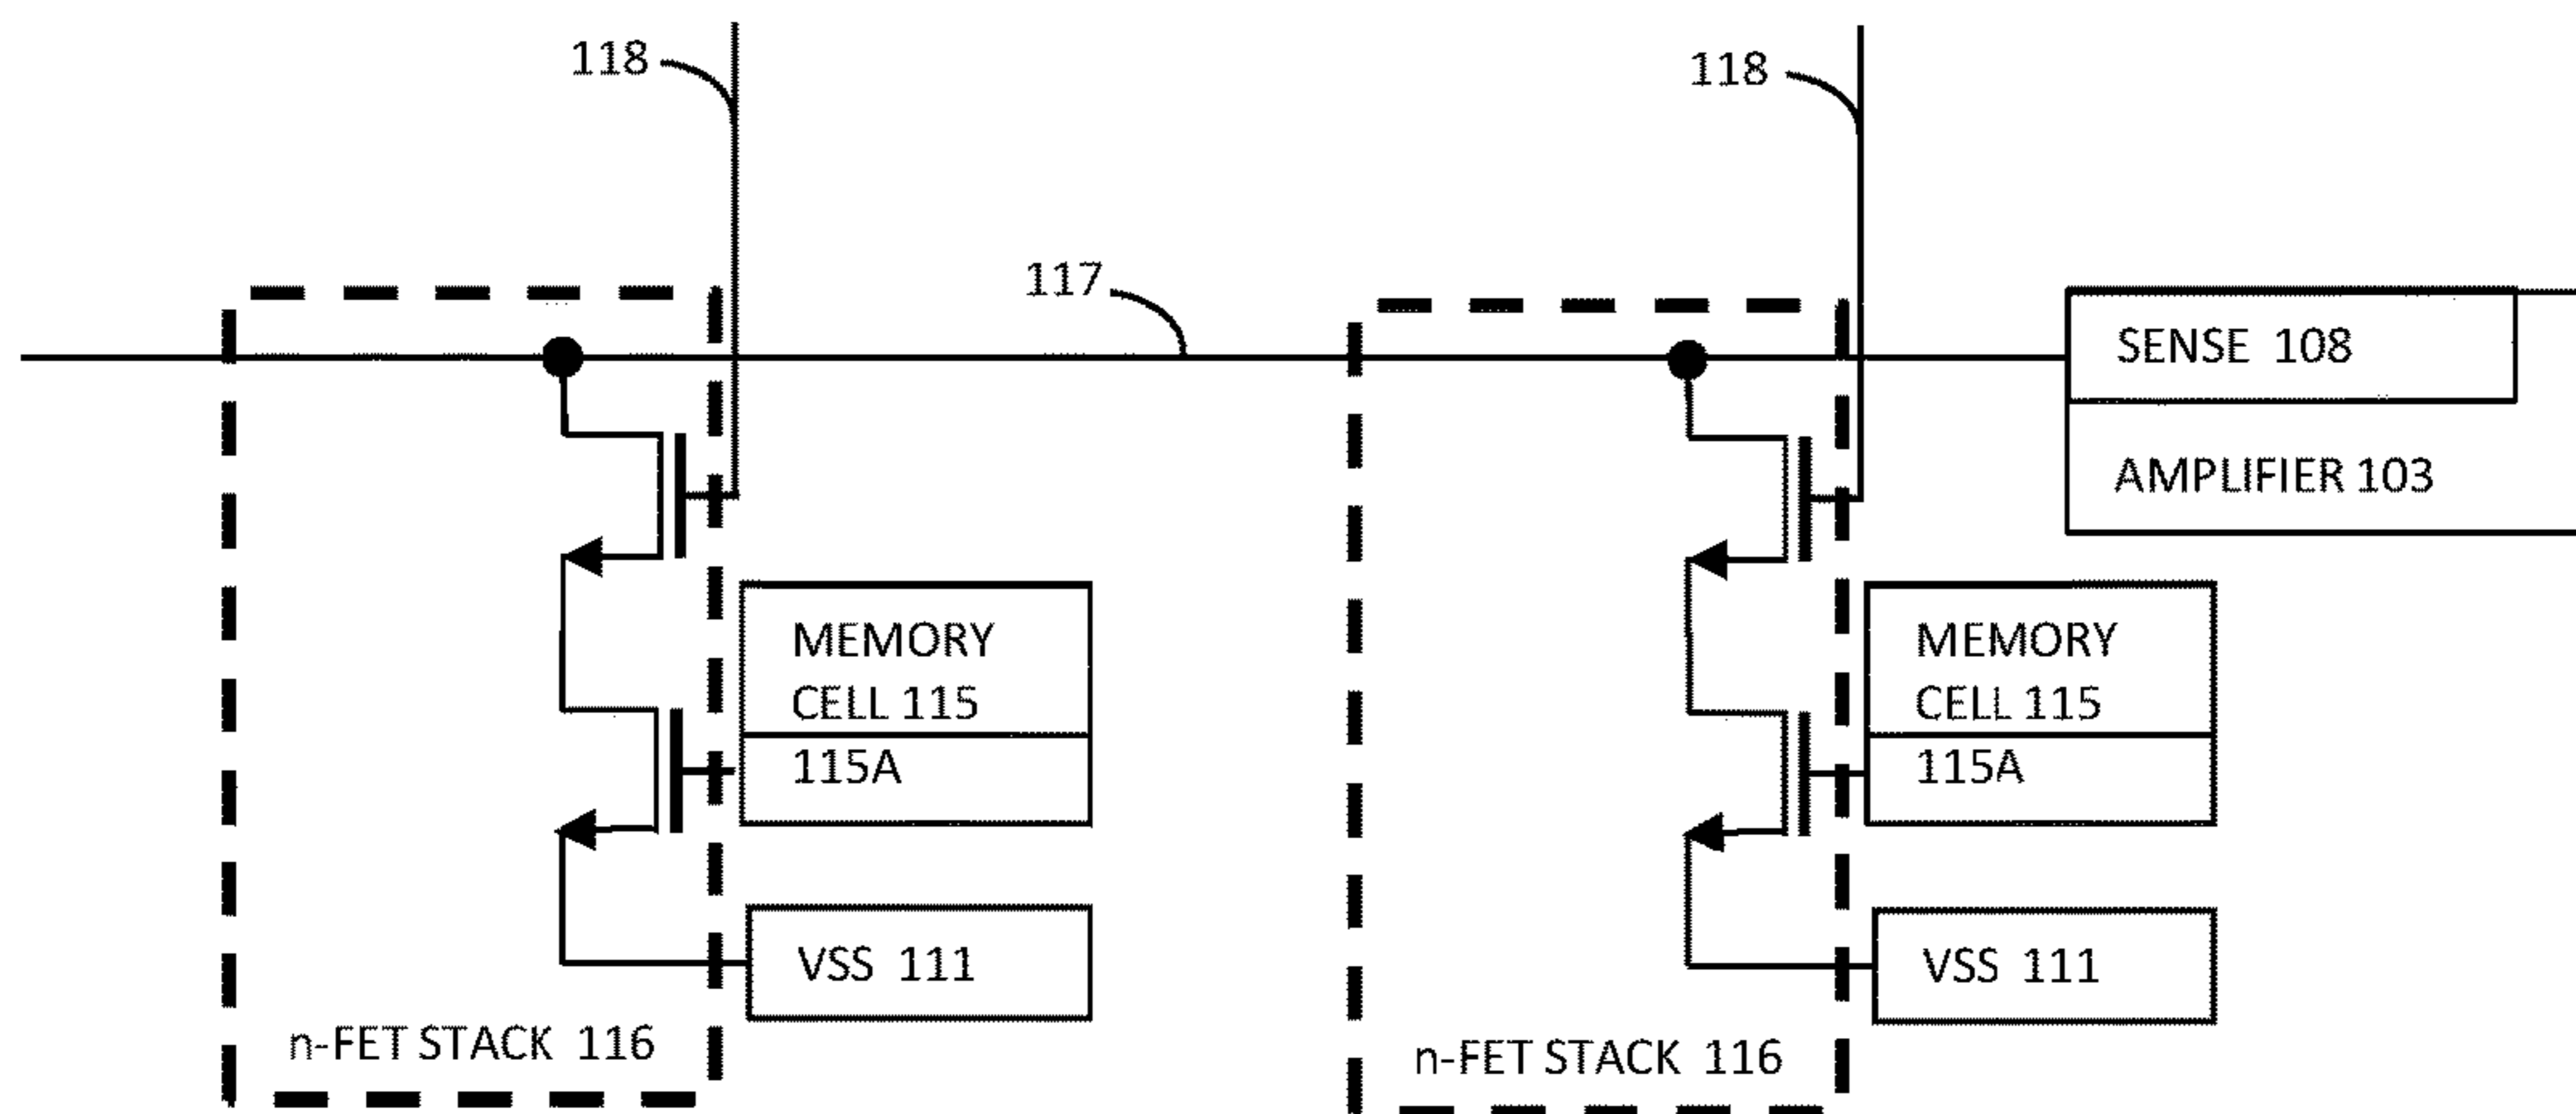 118
118
117
SENSE 108
AMPLIFIER 103
MEMORY
CELL 115
115A
MEMORY
CELL 115
115A
VSS 111
VSS 111
n-FET STACK 116
n-FET STACK 116